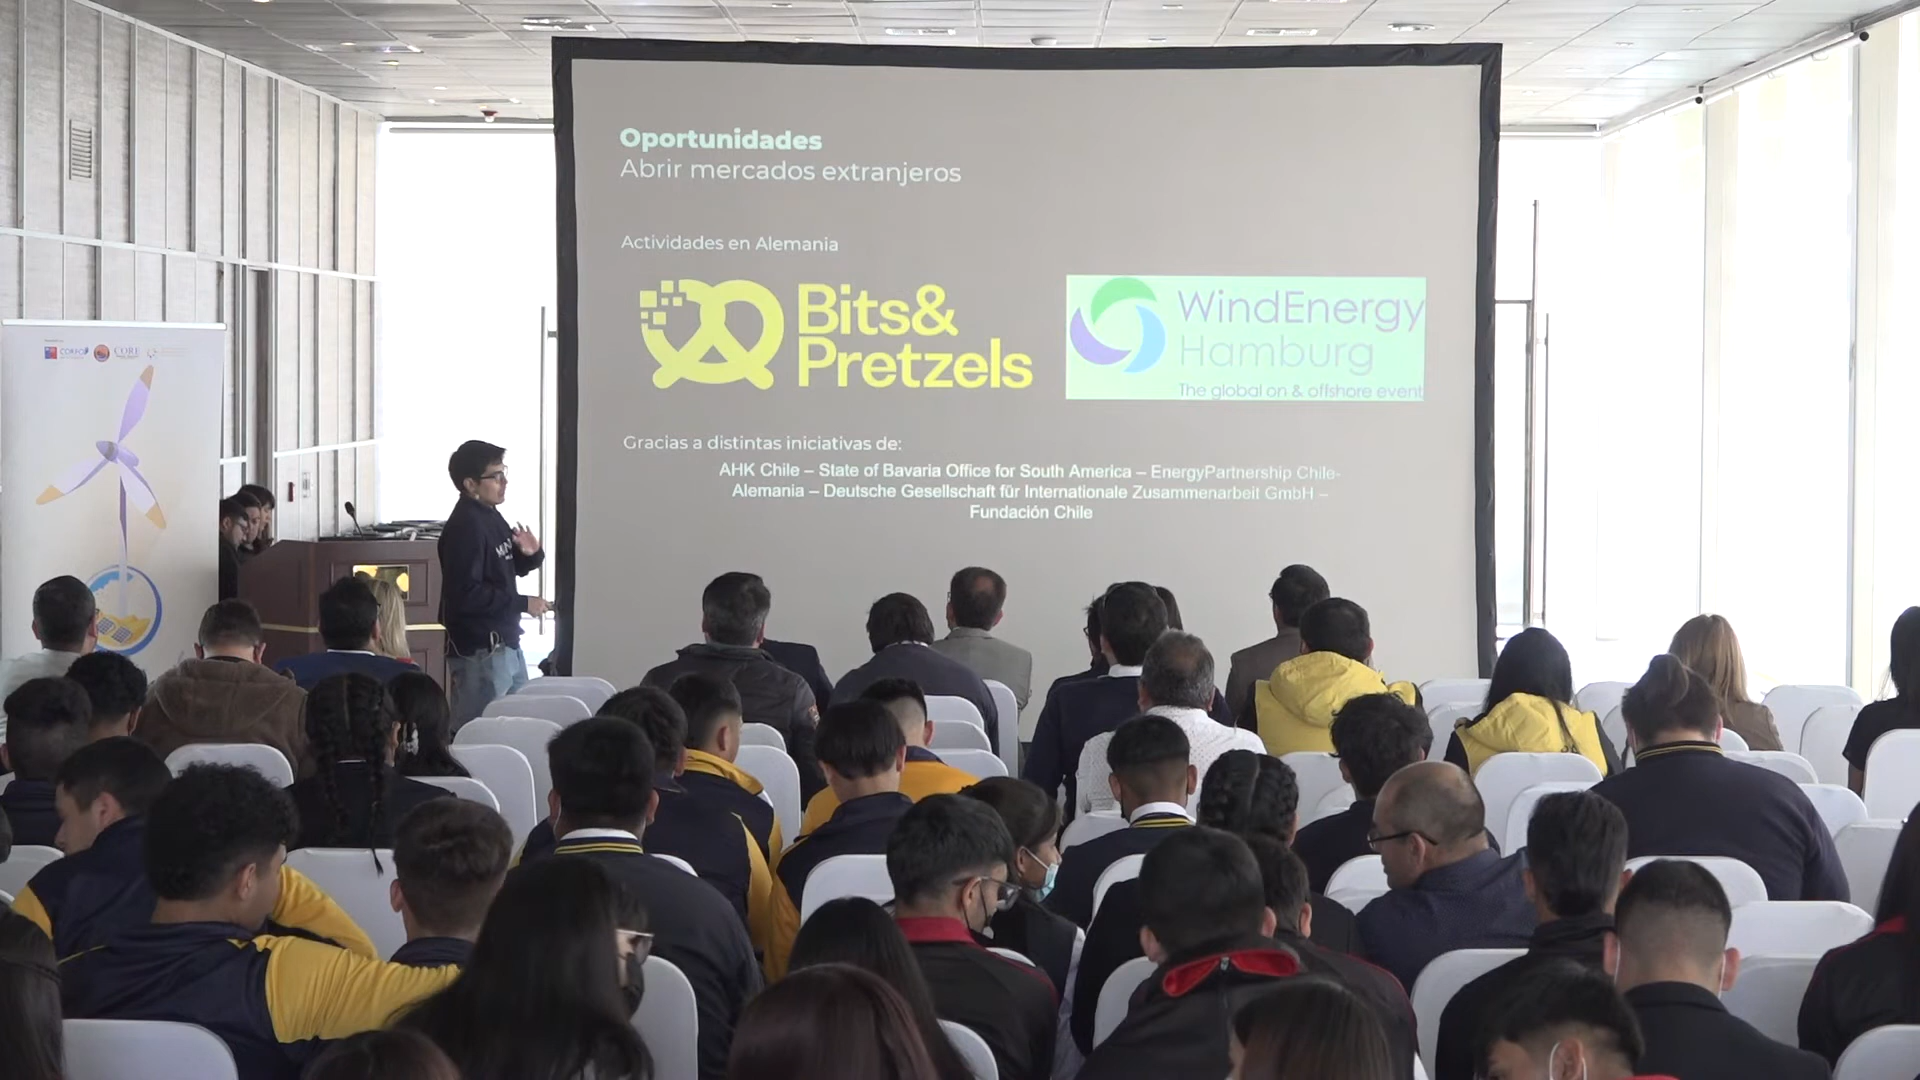 Oportunidades
Abrir mercados extranjeros
Actividades en Alemania
Bits&
Pretzels
WindEnergy
Hamburg
The global on & offshore event
Gracias a distintas iniciativas de:
AHK Chile – State of Bavaria Office for South America – EnergyPartnership Chile-
Alemania – Deutsche Gesellschaft für Internationale Zusammenarbeit GmbH –
Fundación Chile
CORFO
CORE